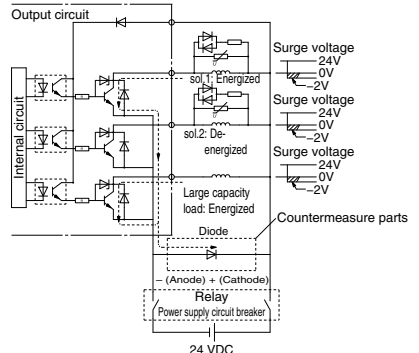 Output circuit
Internal circuit
sol.1: Energized
sol.2: De-
energized
Large capacity
load: Energized
Surge voltage
24V
0V
−2V
Surge voltage
24V
0V
−2V
Surge voltage
24V
0V
−2V
Countermeasure parts
Diode
− (Anode) + (Cathode)
Relay
Power supply circuit breaker
24 VDC